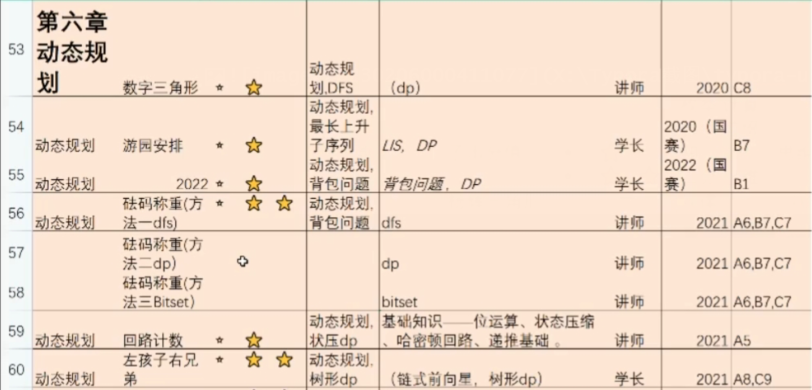 53 第六章动态规划 数字三角形 动态规划,DFS （dp） 讲师 2020 C8
54 动态规划 游园安排 动态规划,最长上升子序列 LIS，DP 学长 2020（国赛） B7
55 动态规划 2022 动态规划,背包问题 背包问题，DP 学长 2022（国赛） B1
56 动态规划 砝码称重(方法一dfs) 动态规划,背包问题 dfs 讲师 2021 A6,B7,C7
57 砝码称重(方法二dp) dp 讲师 2021 A6,B7,C7
58 砝码称重(方法三Bitset) bitset 讲师 2021 A6,B7,C7
59 动态规划 回路计数 动态规划,状压dp 基础知识——位运算、状态压缩、哈密顿回路、递推基础 。 讲师 2021 A5
60 动态规划 左孩子右兄弟 动态规划,树形dp （链式前向星，树形dp） 学长 2021 A8,C9